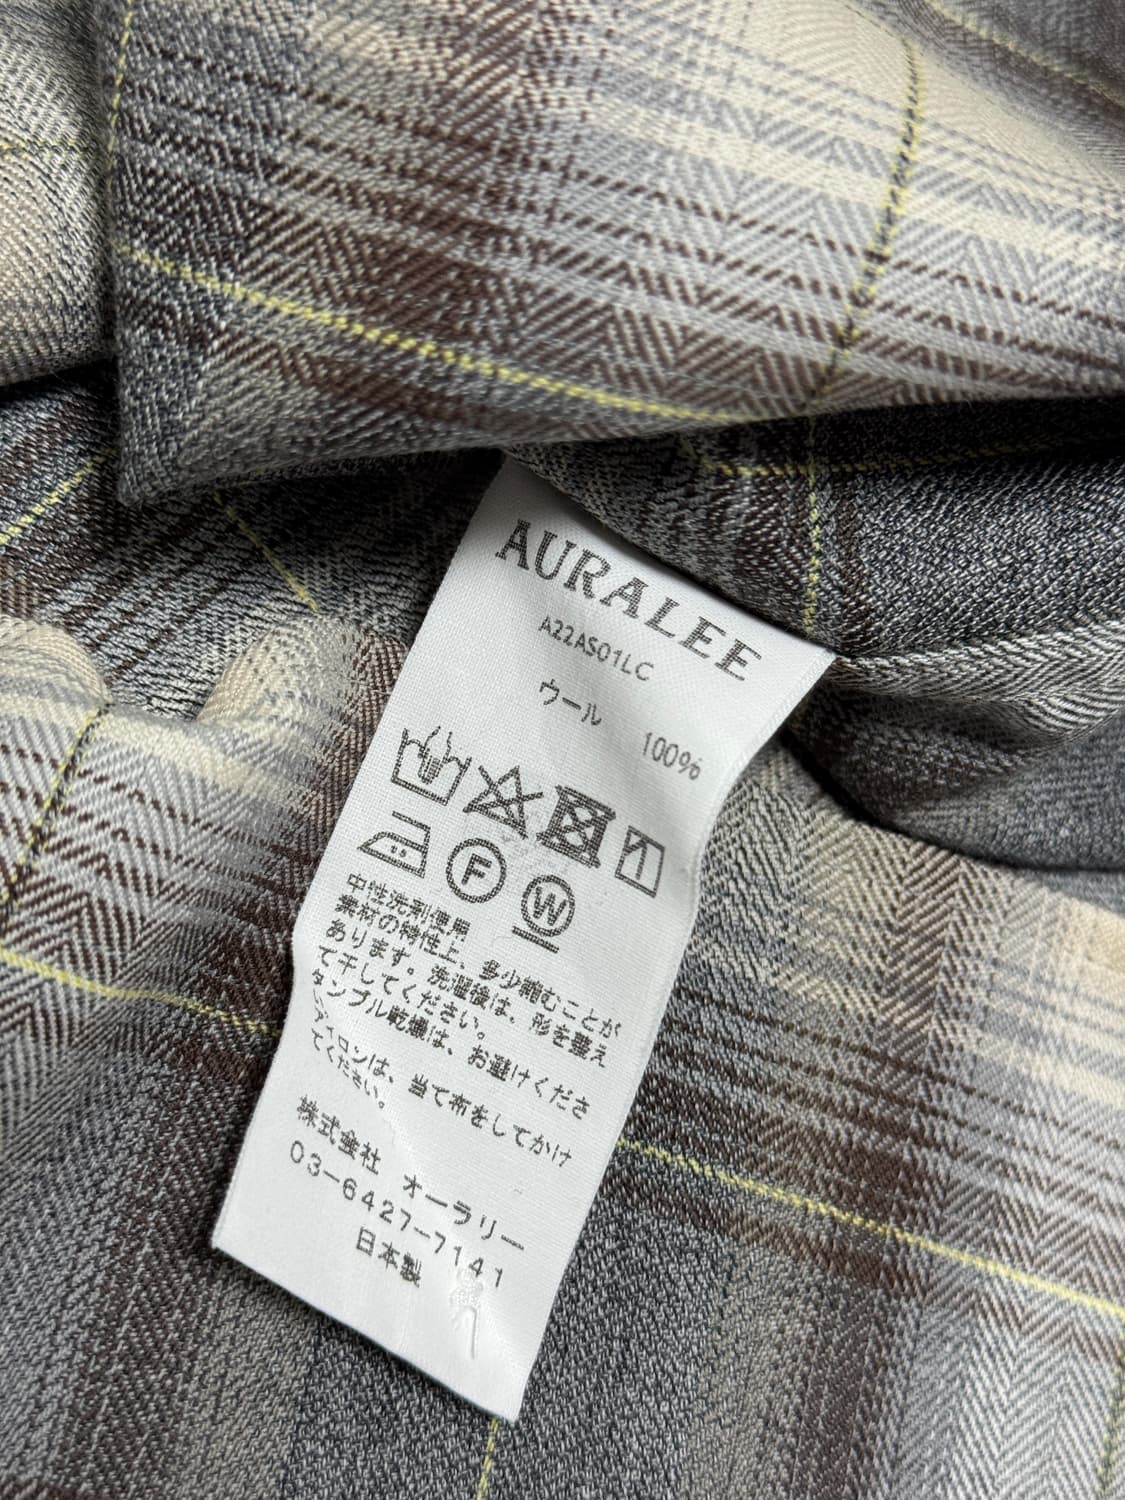 AURALEE
A22AS01LC
ウール 100%
F
W
中性洗剤使用
素材の特性上、多少縮むことが
あります。洗濯後は、形を整え
て干してください。
タンブル乾燥は、お避けくださ
い。
アイロンは、当て布をしてかけ
てください。
株式会社 オーラリー
03-6427-7141
日本製